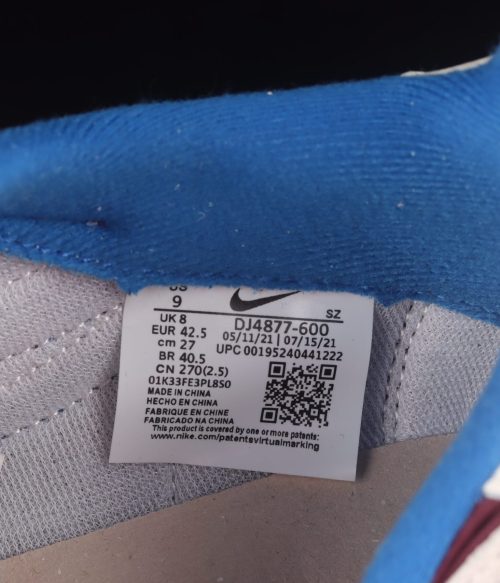 US
9
UK 8
EUR 42.5
cm 27
BR 40.5
CN 270(2.5)
01K33FE3PL8S0
MADE IN CHINA
HECHO EN CHINA
FABRIQUE EN CHINE
FABRICADO NA CHINA
SZ
DJ4877-600
05/11/21 | 07/15/21
UPC 00195240441222
This product is covered by one or more patents:
www.nike.com/patentsvirtualmarking